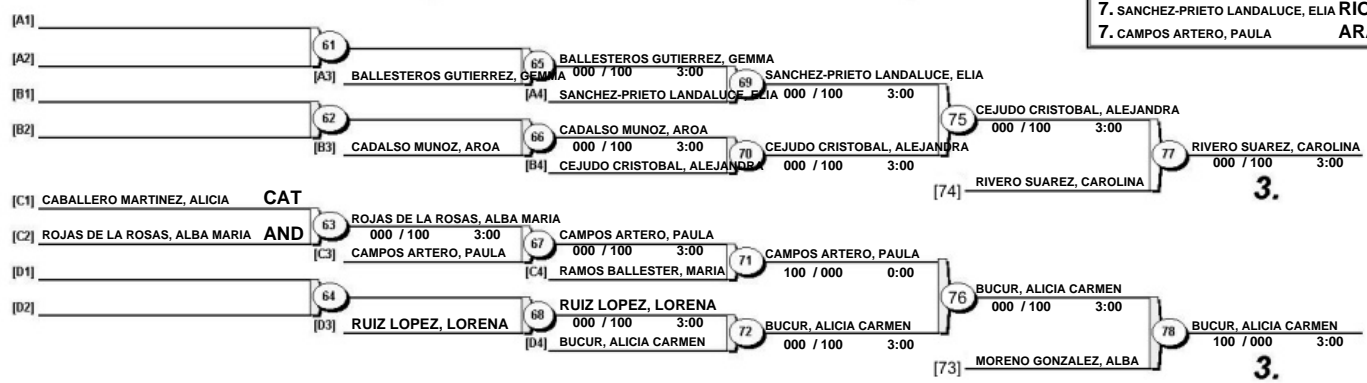 7. SANCHEZ-PRIETO LANDALUCE, ELIA RIO
7. CAMPOS ARTERO, PAULA ARA
[A1]
61
[A2]
[A3] BALLESTEROS GUTIERREZ, GEMMA
65
BALLESTEROS GUTIERREZ, GEMMA
000 / 100 3:00
[A4] SANCHEZ-PRIETO LANDALUCE, ELIA
69
SANCHEZ-PRIETO LANDALUCE, ELIA
000 / 100 3:00
[B1]
62
[B2]
[B3] CADALSO MUNOZ, AROA
66
CADALSO MUNOZ, AROA
000 / 100 3:00
[B4] CEJUDO CRISTOBAL, ALEJANDRA
70
CEJUDO CRISTOBAL, ALEJANDRA
000 / 100 3:00
75
CEJUDO CRISTOBAL, ALEJANDRA
000 / 100 3:00
[74] RIVERO SUAREZ, CAROLINA
77
RIVERO SUAREZ, CAROLINA
000 / 100 3:00
3.
[C1] CABALLERO MARTINEZ, ALICIA CAT
63
[C2] ROJAS DE LA ROSAS, ALBA MARIA AND
ROJAS DE LA ROSAS, ALBA MARIA
000 / 100 3:00
[C3] CAMPOS ARTERO, PAULA
67
CAMPOS ARTERO, PAULA
000 / 100 3:00
[C4] RAMOS BALLESTER, MARIA
71
CAMPOS ARTERO, PAULA
100 / 000 0:00
[D1]
64
[D2]
[D3] RUIZ LOPEZ, LORENA
68
RUIZ LOPEZ, LORENA
000 / 100 3:00
[D4] BUCUR, ALICIA CARMEN
72
BUCUR, ALICIA CARMEN
000 / 100 3:00
76
BUCUR, ALICIA CARMEN
000 / 100 3:00
[73] MORENO GONZALEZ, ALBA
78
BUCUR, ALICIA CARMEN
100 / 000 3:00
3.